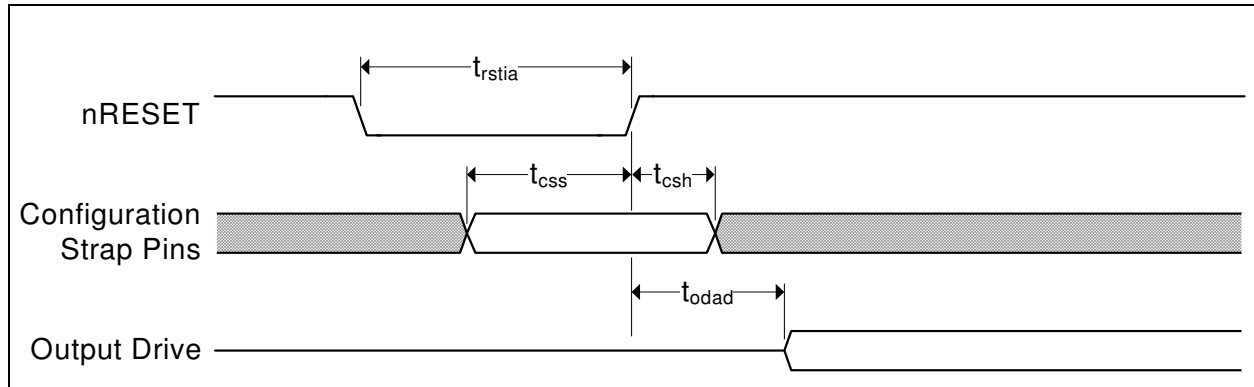 t_rstia
nRESET
t_css
t_csh
Configuration
Strap Pins
t_odad
Output Drive